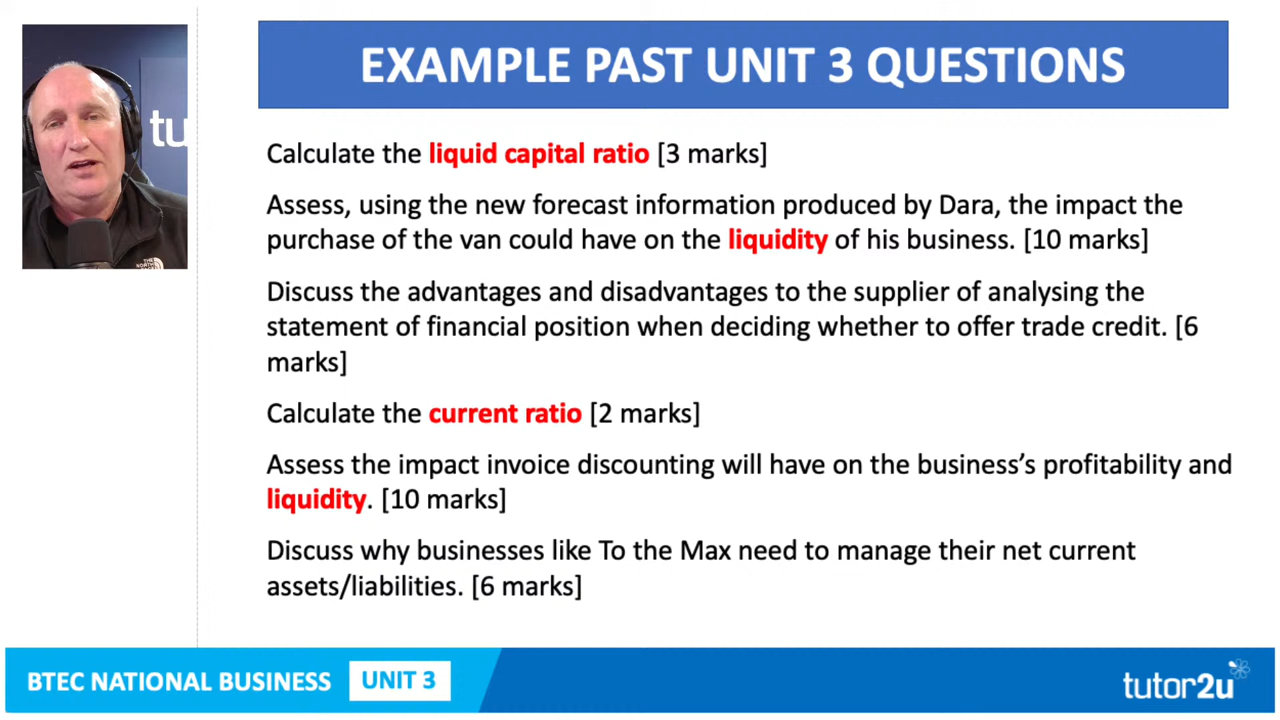 EXAMPLE PAST UNIT 3 QUESTIONS
tu
THE
NORTH
Calculate the liquid capital ratio [3 marks]
Assess, using the new forecast information produced by Dara, the impact the
purchase of the van could have on the liquidity of his business. [10 marks]
Discuss the advantages and disadvantages to the supplier of analysing the
statement of financial position when deciding whether to offer trade credit. [6
marks]
Calculate the current ratio [2 marks]
Assess the impact invoice discounting will have on the business's profitability and
liquidity. [10 marks]
Discuss why businesses like To the Max need to manage their net current
assets/liabilities. [6 marks]
BTEC NATIONAL BUSINESS UNIT 3
tutor2u